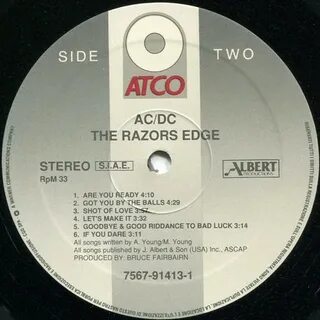 SIDE TWO
ATCO
AC/DC
THE RAZORS EDGE
STEREO S.I.A.E. ALBERT
PRODUCTIONS
RpM 33
1. ARE YOU READY 4:10
2. GOT YOU BY THE BALLS 4:29
3. SHOT OF LOVE 3:57
4. LET'S MAKE IT 3:32
5. GOODBYE & GOOD RIDDANCE TO BAD LUCK 3:14
6. IF YOU DARE 3:11
All songs written by A. Young/M. Young
All songs published by J. Albert & Son (USA) Inc., ASCAP
PRODUCED BY: BRUCE FAIRBAIRN
7567-91413-1